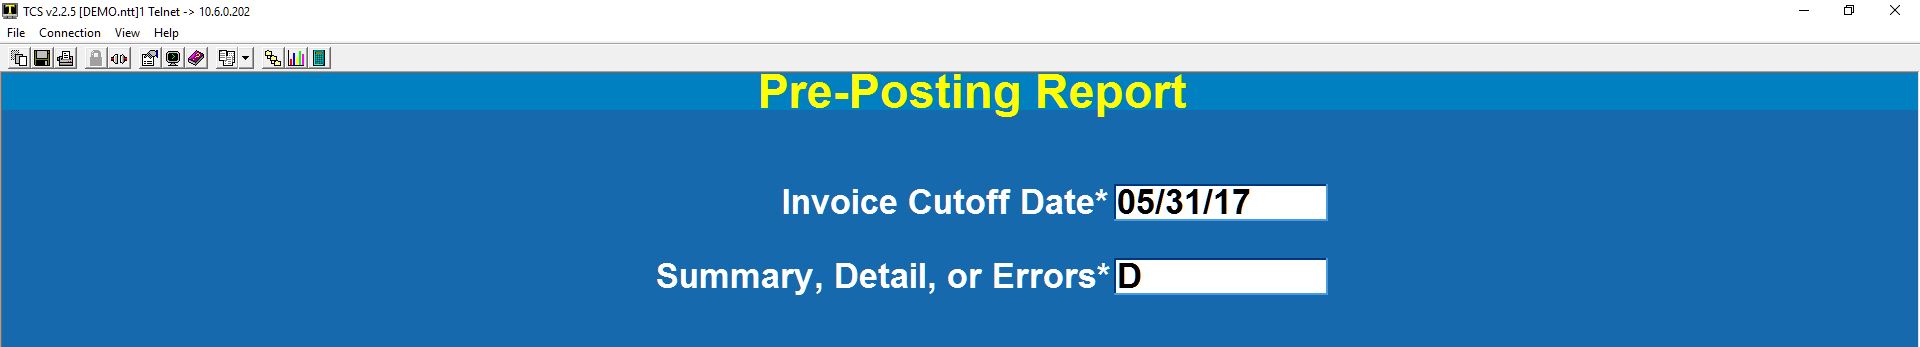 TCS v2.2.5 [DEMO.ntt]1 Telnet -> 10.6.0.202
File Connection View Help
Pre-Posting Report
Invoice Cutoff Date* 05/31/17
Summary, Detail, or Errors* D